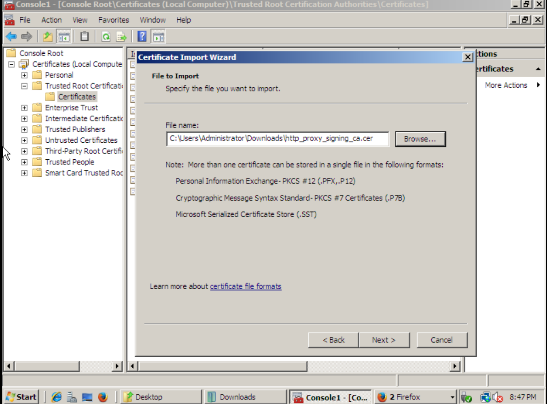 Console1 - [Console Root\Certificates (Local Computer)\Trusted Root Certification Authorities\Certificates]
File Action View Favorites Window Help
Console Root
Certificates (Local Compute
Personal
Trusted Root Certificati
Certificates
Enterprise Trust
Intermediate Certificatio
Trusted Publishers
Untrusted Certificates
Third-Party Root Certific
Trusted People
Smart Card Trusted Roo
Certificate Import Wizard
File to Import
Specify the file you want to import.
File name:
C:\Users\Administrator\Downloads\http_proxy_signing_ca.cer
Browse...
Note: More than one certificate can be stored in a single file in the following formats:
Personal Information Exchange- PKCS #12 (.PFX,.P12)
Cryptographic Message Syntax Standard- PKCS #7 Certificates (.P7B)
Microsoft Serialized Certificate Store (.SST)
Learn more about certificate file formats
< Back Next > Cancel
tions
ertificates
More Actions
Start Desktop Downloads Console1 - [Co... 2 Firefox 8:47 PM